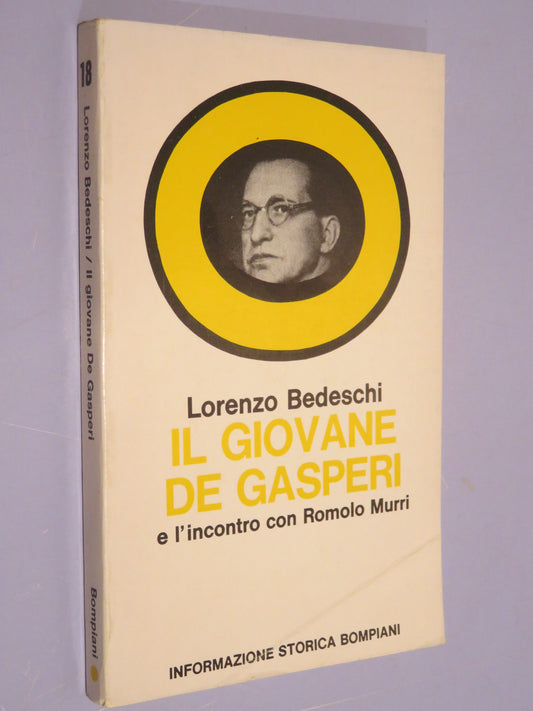 18 Lorenzo Bedeschi / Il giovane De Gasperi Bompiani
Lorenzo Bedeschi
IL GIOVANE
DE GASPERI
e l'incontro con Romolo Murri
INFORMAZIONE STORICA BOMPIANI